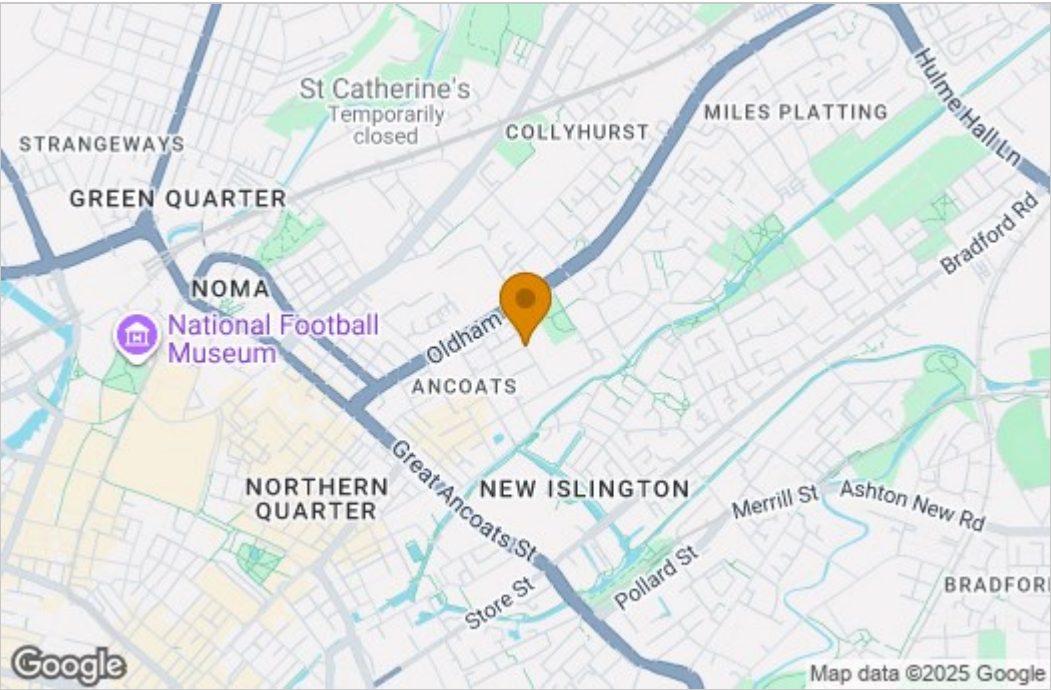 St Catherine's
Temporarily
closed
COLLYHURST
MILES PLATTING
Hulme Hall Ln
STRANGEWAYS
GREEN QUARTER
Bradford Rd
NOMA
National Football
Museum
Oldham
ANCOATS
Great Ancoats St
NORTHERN
QUARTER
NEW ISLINGTON
Merrill St
Ashton New Rd
Pollard St
Store St
BRADFOR
Google
Map data ©2025 Google